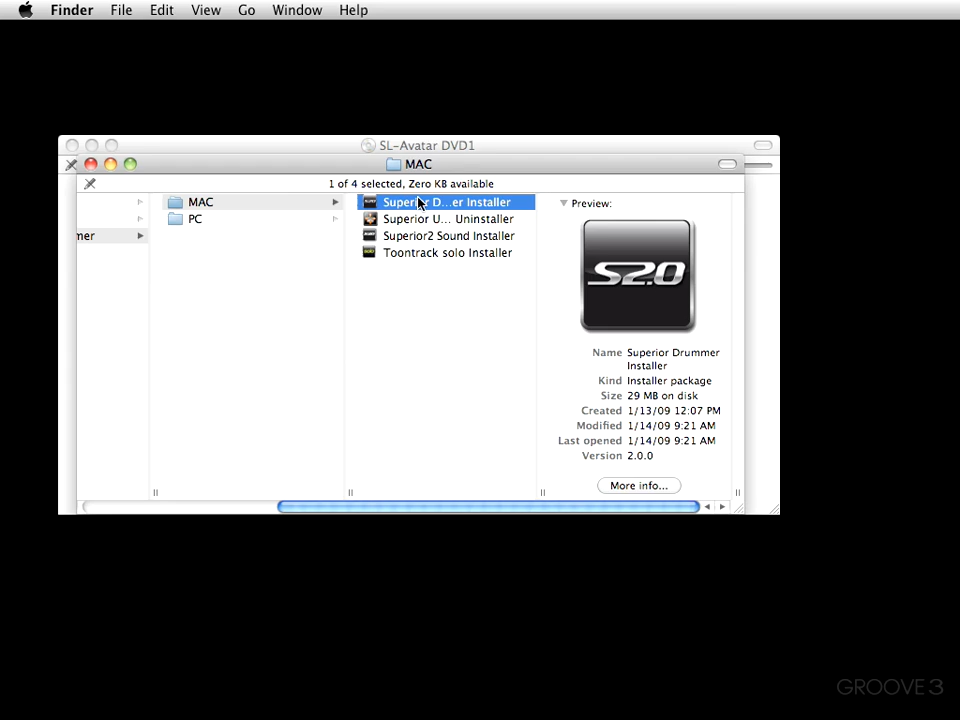 Finder File Edit View Go Window Help
SL-Avatar DVD1
MAC
1 of 4 selected, Zero KB available
mer
MAC
PC
Superior D...er Installer
Superior U... Uninstaller
Superior2 Sound Installer
Toontrack solo Installer
Preview:
S2.0
Name Superior Drummer
Installer
Kind Installer package
Size 29 MB on disk
Created 1/13/09 12:07 PM
Modified 1/14/09 9:21 AM
Last opened 1/14/09 9:21 AM
Version 2.0.0
More info...
GROOVE3